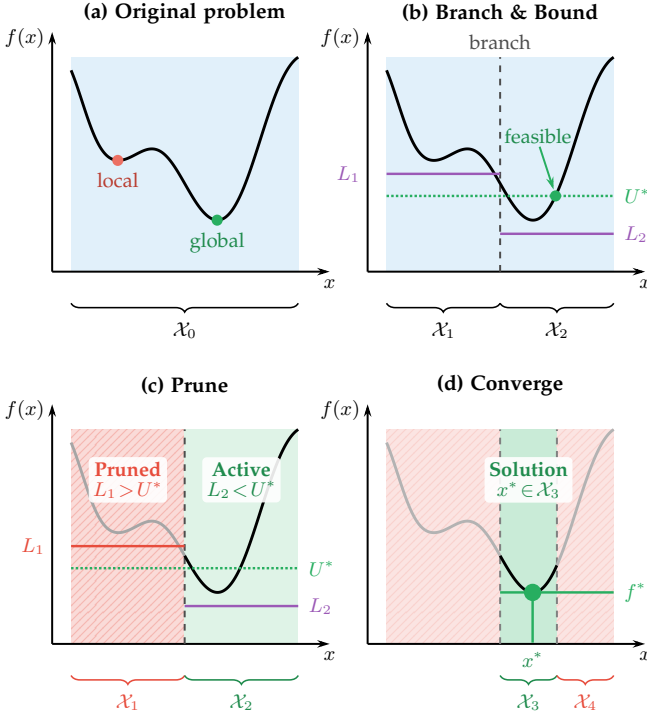 (a) Original problem
f(x)
local
global
x
𝒳₀
(b) Branch & Bound
f(x)
branch
feasible
L₁
U*
L₂
x
𝒳₁
𝒳₂
(c) Prune
f(x)
Pruned
L₁ > U*
Active
L₂ < U*
L₁
U*
L₂
x
𝒳₁
𝒳₂
(d) Converge
f(x)
Solution
x* ∈ 𝒳₃
f*
x
x*
𝒳₃
𝒳₄